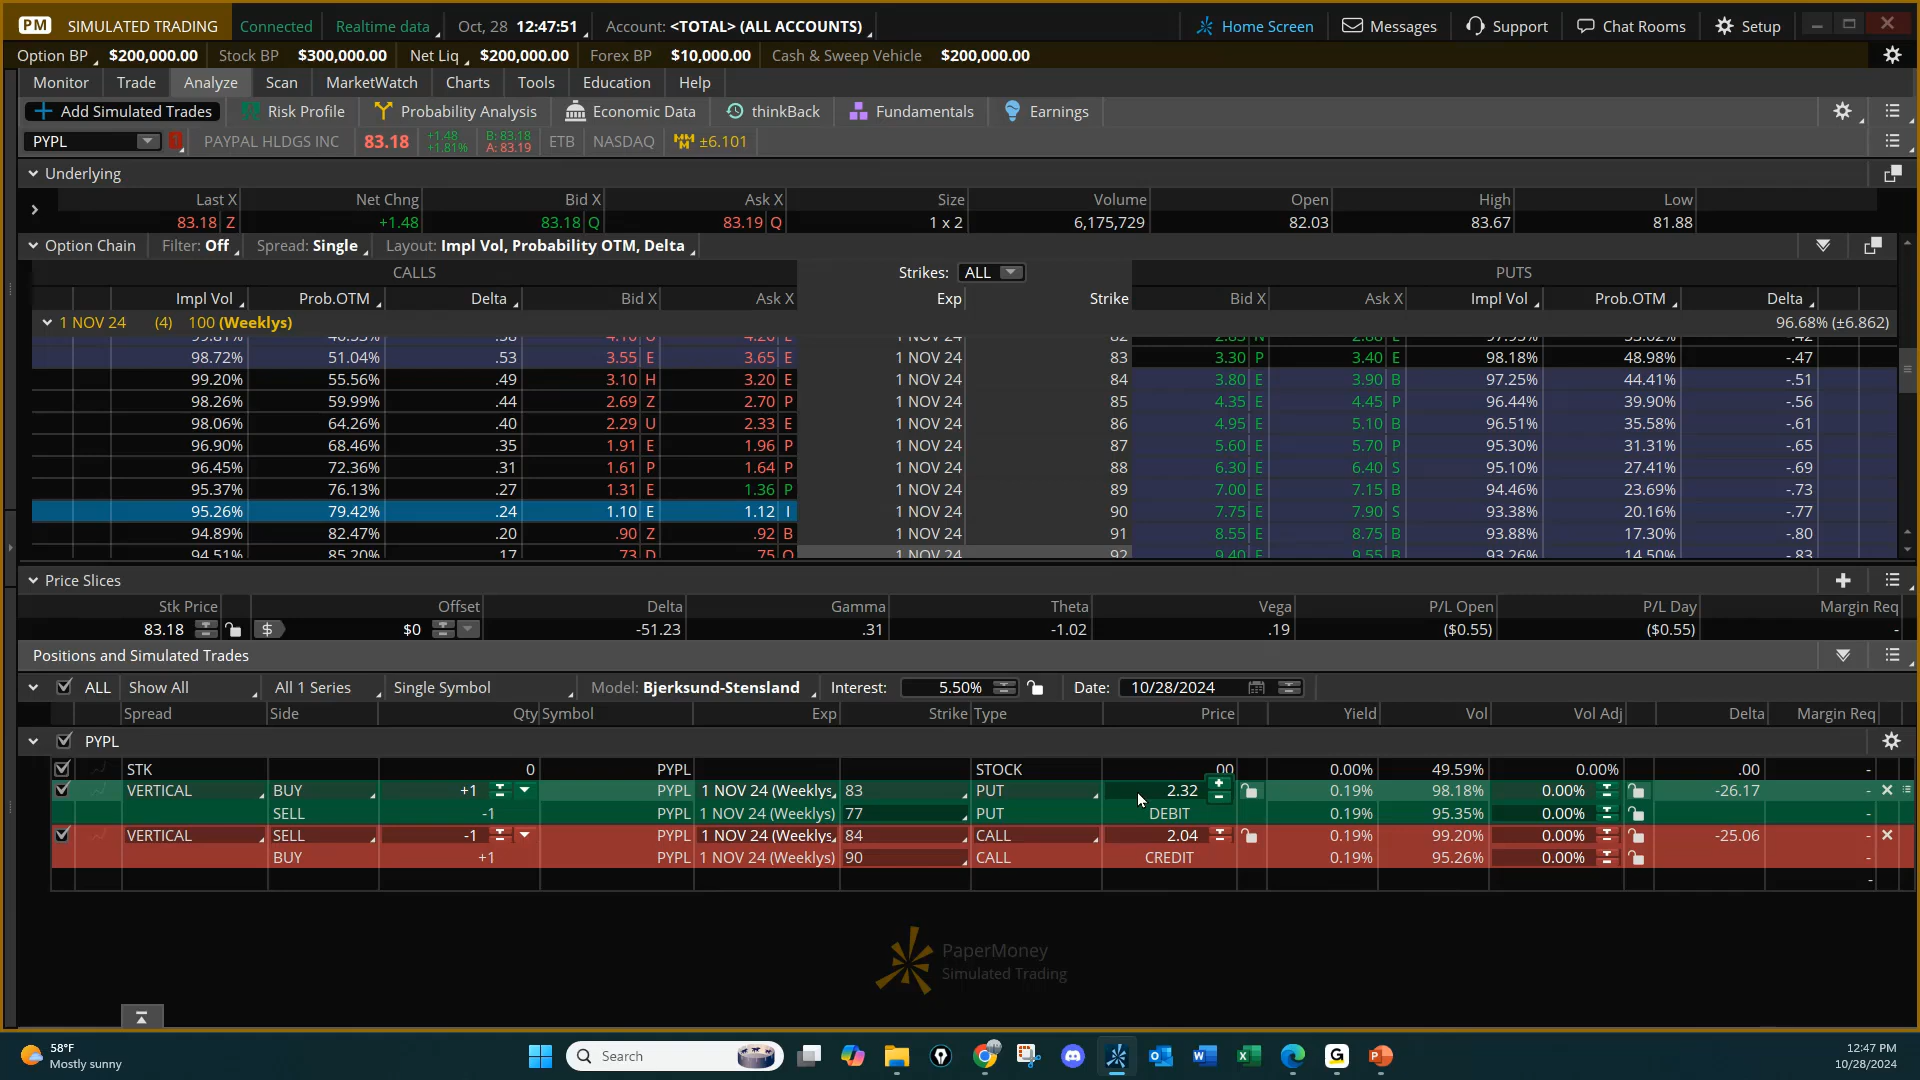 PM SIMULATED TRADING Connected Realtime data Oct, 28 12:47:51 Account: <TOTAL> (ALL ACCOUNTS) Home Screen Messages Support Chat Rooms Setup
Option BP $200,000.00 Stock BP $300,000.00 Net Liq $200,000.00 Forex BP $10,000.00 Cash & Sweep Vehicle $200,000.00
Monitor Trade Analyze Scan MarketWatch Charts Tools Education Help
Add Simulated Trades Risk Profile Probability Analysis Economic Data thinkBack Fundamentals Earnings
PYPL PAYPAL HLDGS INC 83.18 +1.48 +1.81% B: 83.18 A: 83.19 ETB NASDAQ ±6.101
Underlying
Last X Net Chng Bid X Ask X Size Volume Open High Low
83.18 Z +1.48 83.18 Q 83.19 Q 1 x 2 6,175,729 82.03 83.67 81.88
Option Chain Filter: Off Spread: Single Layout: Impl Vol, Probability OTM, Delta
CALLS Strikes: ALL PUTS
Impl Vol Prob.OTM Delta Bid X Ask X Exp Strike Bid X Ask X Impl Vol Prob.OTM Delta
1 NOV 24 (4) 100 (Weeklys) 96.68% (±6.862)
98.72% 51.04% .53 3.55 E 3.65 E 1 NOV 24 83 3.30 P 3.40 E 98.18% 48.98% -.47
99.20% 55.56% .49 3.10 H 3.20 E 1 NOV 24 84 3.80 E 3.90 B 97.25% 44.41% -.51
98.26% 59.99% .44 2.69 Z 2.70 P 1 NOV 24 85 4.35 E 4.45 P 96.44% 39.90% -.56
98.06% 64.26% .40 2.29 U 2.33 E 1 NOV 24 86 4.95 E 5.10 B 96.51% 35.58% -.61
96.90% 68.46% .35 1.91 E 1.96 P 1 NOV 24 87 5.60 E 5.70 P 95.30% 31.31% -.65
96.45% 72.36% .31 1.61 P 1.64 P 1 NOV 24 88 6.30 E 6.40 S 95.10% 27.41% -.69
95.37% 76.13% .27 1.31 E 1.36 P 1 NOV 24 89 7.00 E 7.15 B 94.46% 23.69% -.73
95.26% 79.42% .24 1.10 E 1.12 I 1 NOV 24 90 7.75 E 7.90 S 93.38% 20.16% -.77
94.89% 82.47% .20 .90 Z .92 B 1 NOV 24 91 8.55 E 8.75 B 93.88% 17.30% -.80
94.51% 85.20% 1 NOV 24 92 9.40 E 9.55 B 93.26% 14.50% -.83
Price Slices
Stk Price Offset Delta Gamma Theta Vega P/L Open P/L Day Margin Req
83.18 $ $0 -51.23 .31 -1.02 .19 ($0.55) ($0.55) -
Positions and Simulated Trades
ALL Show All All 1 Series Single Symbol Model: Bjerksund-Stensland Interest: 5.50% Date: 10/28/2024
Spread Side Qty Symbol Exp Strike Type Price Yield Vol Vol Adj Delta Margin Req
PYPL
STK 0 PYPL STOCK .00 0.00% 49.59% 0.00% .00 -
VERTICAL BUY +1 PYPL 1 NOV 24 (Weeklys 83 PUT 2.32 0.19% 98.18% 0.00% -26.17 -
SELL -1 PYPL 1 NOV 24 (Weeklys) 77 PUT DEBIT 0.19% 95.35% 0.00%
VERTICAL SELL -1 PYPL 1 NOV 24 (Weeklys 84 CALL 2.04 0.19% 99.20% 0.00% -25.06 -
BUY +1 PYPL 1 NOV 24 (Weeklys) 90 CALL CREDIT 0.19% 95.26% 0.00% -
-
PaperMoney
Simulated Trading
58°F
Mostly sunny
Search
12:47 PM
10/28/2024